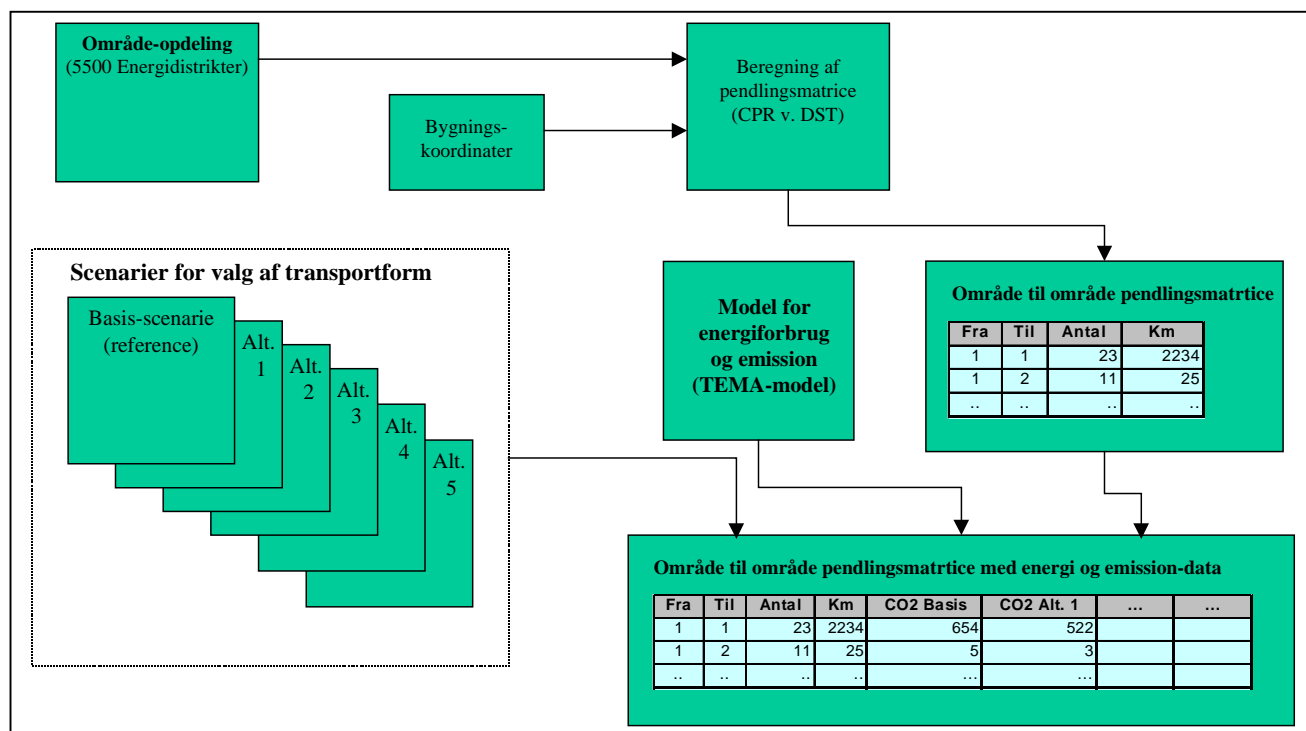 Område-opdeling
(5500 Energidistrikter)
Beregning af
pendlingsmatrice
(CPR v. DST)
Bygnings-
koordinater
Scenarier for valg af transportform
Basis-scenarie
(reference)
Alt.
1
Alt.
2
Alt.
3
Alt.
4
Alt.
5
Model for
energiforbrug
og emission
(TEMA-model)
Område til område pendlingsmatrtice
Fra Til Antal Km
1 1 23 2234
1 2 11 25
.. .. .. ..
Område til område pendlingsmatrtice med energi og emission-data
Fra Til Antal Km CO2 Basis CO2 Alt. 1 ... ...
1 1 23 2234 654 522
1 2 11 25 5 3
.. .. .. .. ... ...